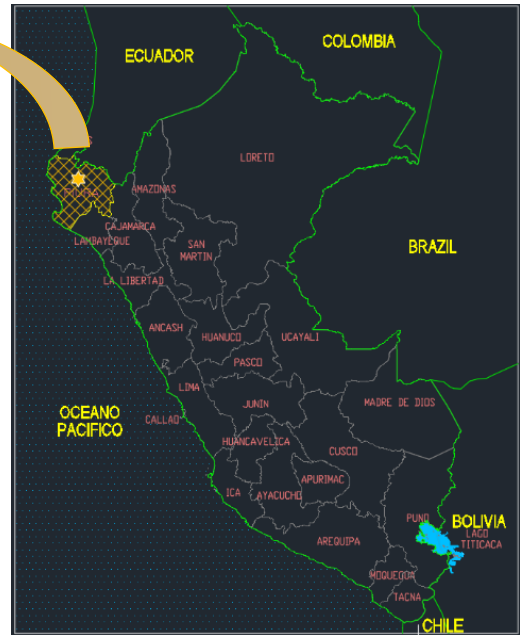 COLOMBIA
ECUADOR
LORETO
AMAZONAS
CAJAMARCA
LAMBAYEQUE
SAN
MARTIN
BRAZIL
LA LIBERTAD
ANCASH
HUANUCO
UCAYALI
PASCO
LIMA
JUNIN
MADRE DE DIOS
OCEANO
PACIFICO
CALLAO
HUANCAVELICA
CUSCO
APURIMAC
ICA
AYACUCHO
PUNO
BOLIVIA
LAGO
TITICACA
AREQUIPA
MOQUEGUA
TACNA
CHILE